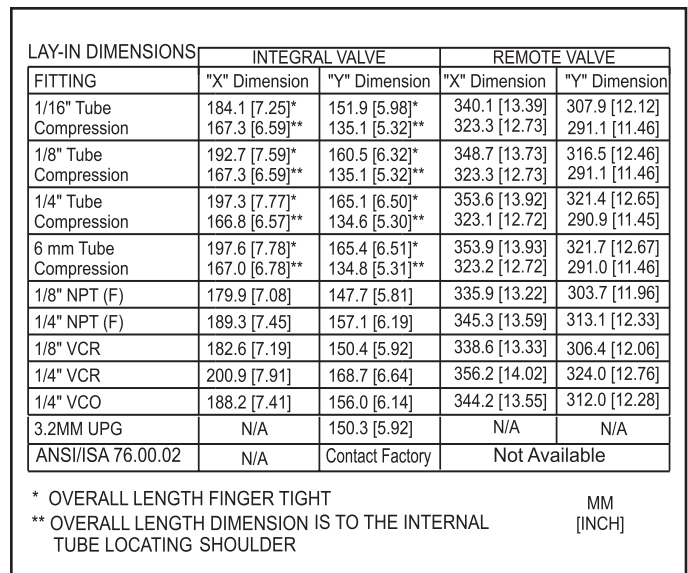 LAY-IN DIMENSIONS INTEGRAL VALVE REMOTE VALVE
FITTING "X" Dimension "Y" Dimension "X" Dimension "Y" Dimension
1/16" Tube 184.1 [7.25]* 151.9 [5.98]* 340.1 [13.39] 307.9 [12.12]
Compression 167.3 [6.59]** 135.1 [5.32]** 323.3 [12.73] 291.1 [11.46]
1/8" Tube 192.7 [7.59]* 160.5 [6.32]* 348.7 [13.73] 316.5 [12.46]
Compression 167.3 [6.59]** 135.1 [5.32]** 323.3 [12.73] 291.1 [11.46]
1/4" Tube 197.3 [7.77]* 165.1 [6.50]* 353.6 [13.92] 321.4 [12.65]
Compression 166.8 [6.57]** 134.6 [5.30]** 323.1 [12.72] 290.9 [11.45]
6 mm Tube 197.6 [7.78]* 165.4 [6.51]* 353.9 [13.93] 321.7 [12.67]
Compression 167.0 [6.78]** 134.8 [5.31]** 323.2 [12.72] 291.0 [11.46]
1/8" NPT (F) 179.9 [7.08] 147.7 [5.81] 335.9 [13.22] 303.7 [11.96]
1/4" NPT (F) 189.3 [7.45] 157.1 [6.19] 345.3 [13.59] 313.1 [12.33]
1/8" VCR 182.6 [7.19] 150.4 [5.92] 338.6 [13.33] 306.4 [12.06]
1/4" VCR 200.9 [7.91] 168.7 [6.64] 356.2 [14.02] 324.0 [12.76]
1/4" VCO 188.2 [7.41] 156.0 [6.14] 344.2 [13.55] 312.0 [12.28]
3.2MM UPG N/A 150.3 [5.92] N/A N/A
ANSI/ISA 76.00.02 N/A Contact Factory Not Available
* OVERALL LENGTH FINGER TIGHT MM
** OVERALL LENGTH DIMENSION IS TO THE INTERNAL [INCH]
TUBE LOCATING SHOULDER